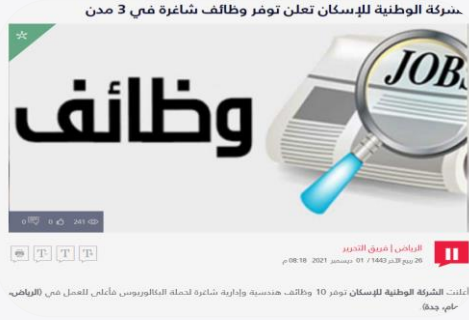 الشركة الوطنية للإسكان تعلن توفر وظائف شاغرة في 3 مدن
JOBS
وظائف
241 0 0
الرياض | فريق التحرير
26 ربيع الآخر 1443 / 01 ديسمبر 2021 08:18 م
T T T
أعلنت الشركة الوطنية للإسكان توفر 10 وظائف هندسية وإدارية شاغرة لحملة البكالوريوس فأعلى للعمل في (الرياض،
جدة)